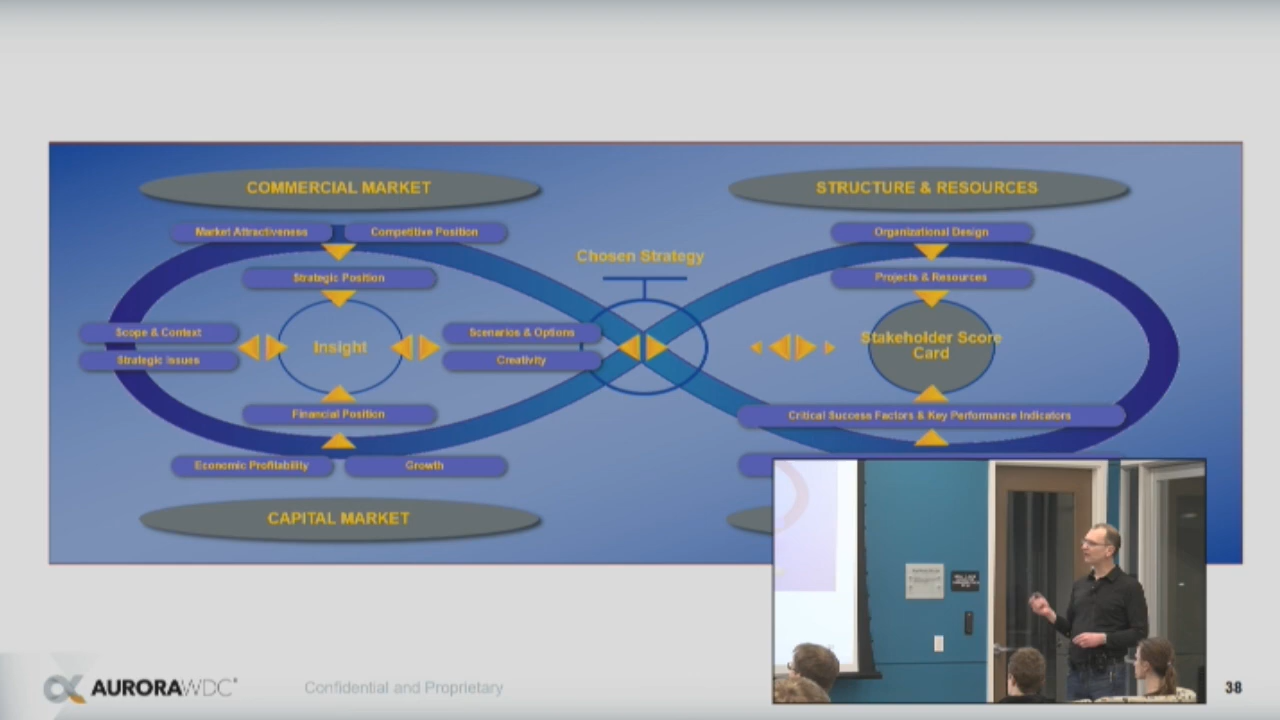 COMMERCIAL MARKET
STRUCTURE & RESOURCES
Market Attractiveness
Competitive Position
Organizational Design
Chosen Strategy
Strategic Position
Projects & Resources
Scope & Context
Scenarios & Options
Insight
Stakeholder Score
Card
Strategic Issues
Creativity
Financial Position
Critical Success Factors & Key Performance Indicators
Economic Profitability
Growth
CAPITAL MARKET
AURORAWDC®
Confidential and Proprietary
38